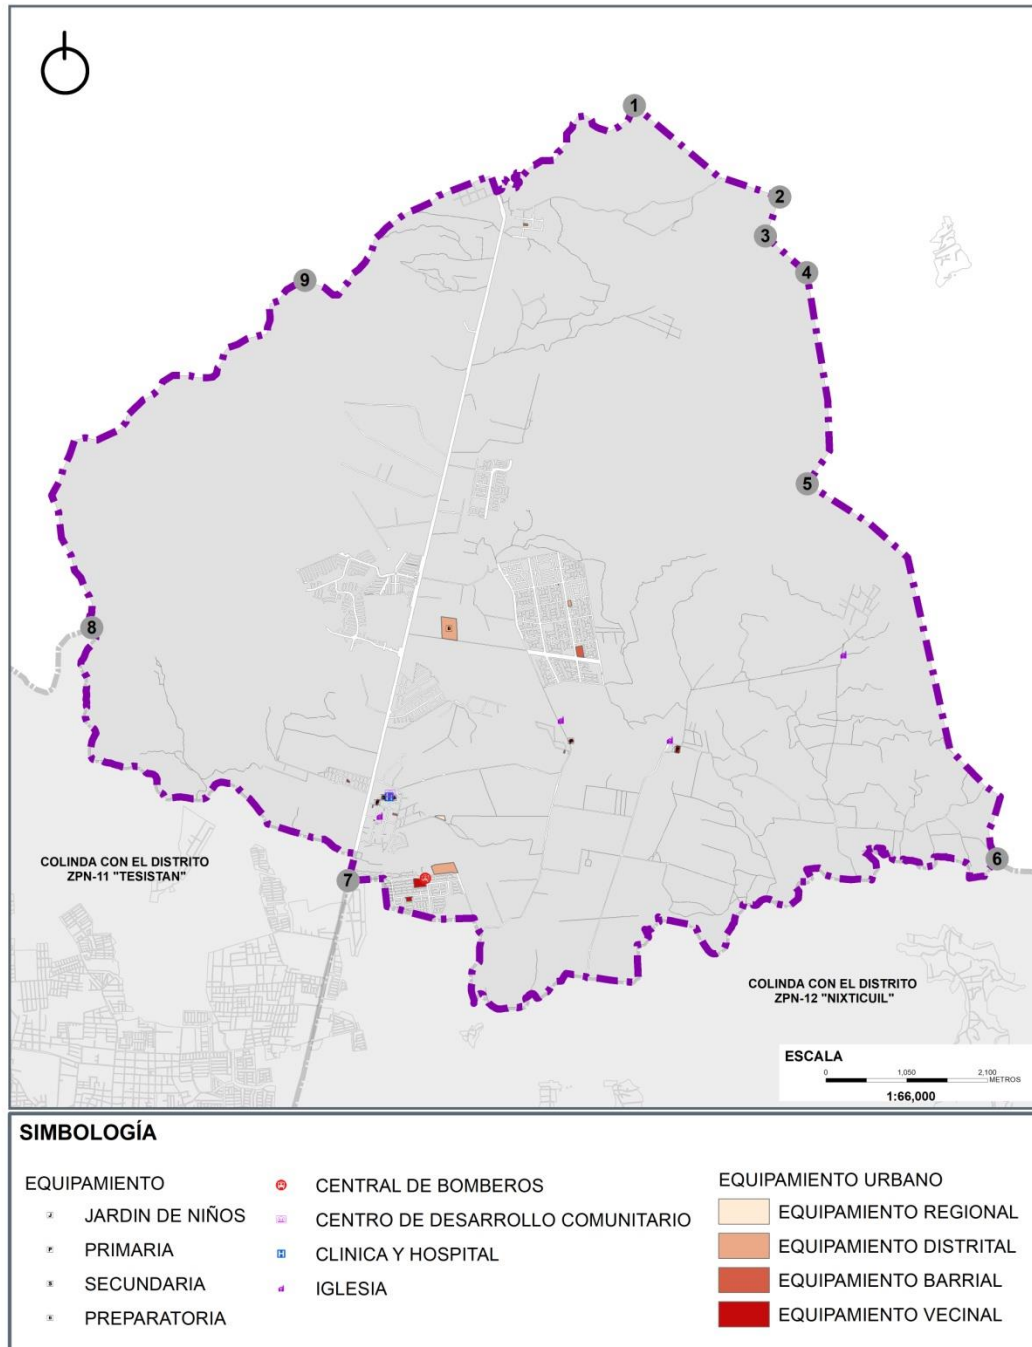 1
2
3
4
5
6
7
8
9
COLINDA CON EL DISTRITO
ZPN-11 "TESISTAN"
COLINDA CON EL DISTRITO
ZPN-12 "NIXTICUIL"
ESCALA
0 1,050 2,100
METROS
1:66,000
SIMBOLOGÍA
EQUIPAMIENTO
JARDIN DE NIÑOS
PRIMARIA
SECUNDARIA
PREPARATORIA
CENTRAL DE BOMBEROS
CENTRO DE DESARROLLO COMUNITARIO
H CLINICA Y HOSPITAL
IGLESIA
EQUIPAMIENTO URBANO
EQUIPAMIENTO REGIONAL
EQUIPAMIENTO DISTRITAL
EQUIPAMIENTO BARRIAL
EQUIPAMIENTO VECINAL